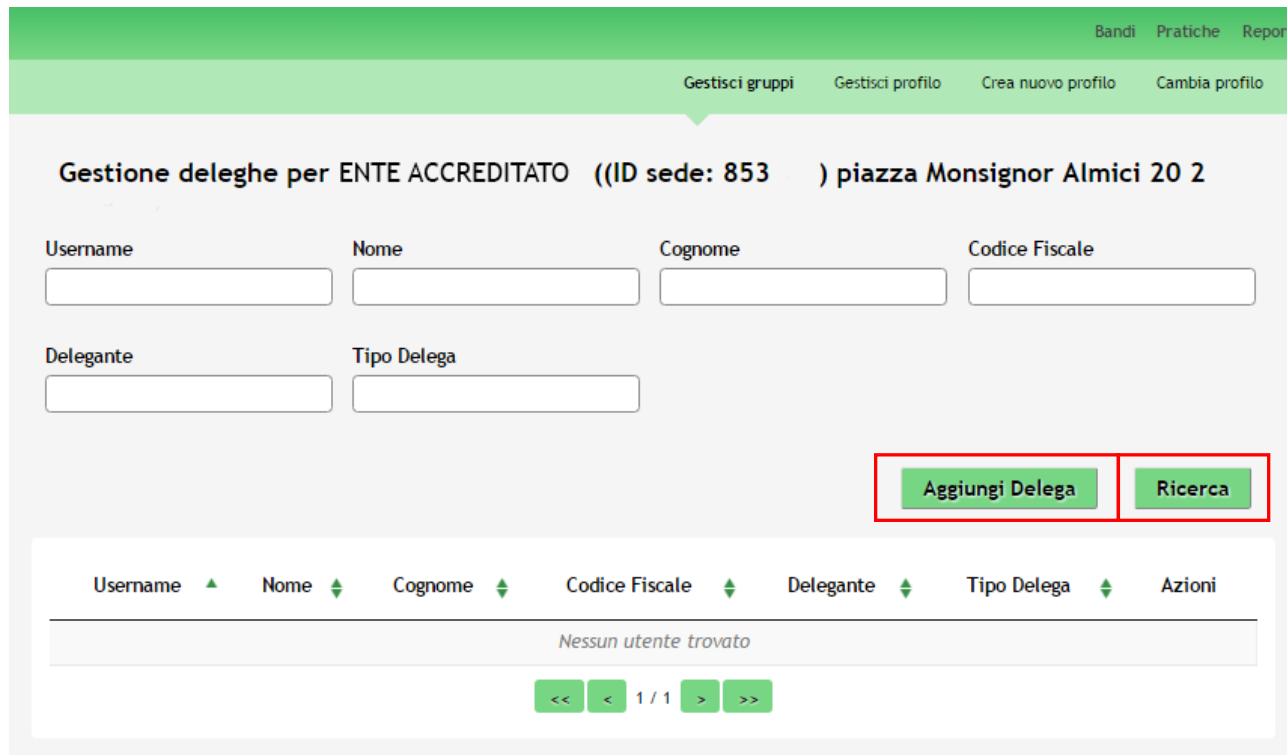 Bandi Pratiche Repor
Gestisci gruppi Gestisci profilo Crea nuovo profilo Cambia profilo
Gestione deleghe per ENTE ACCREDITATO ((ID sede: 853 ) piazza Monsignor Almici 20 2
Username Nome Cognome Codice Fiscale
Delegante Tipo Delega
Aggiungi Delega Ricerca
Username Nome Cognome Codice Fiscale Delegante Tipo Delega Azioni
Nessun utente trovato
<< < 1 / 1 > >>